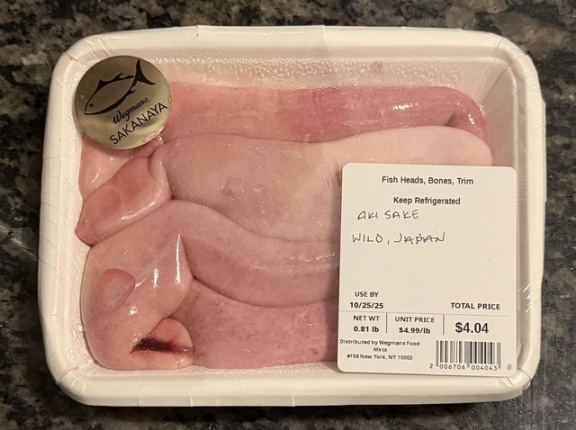 Wegmans
SAKANAYA
Fish Heads, Bones, Trim
Keep Refrigerated
AKI SAKE
WILD, JAPAN
USE BY
10/25/25
TOTAL PRICE
NET WT
0.81 lb
UNIT PRICE
$4.99/lb
$4.04
Distributed by Wegmans Food
Mkts
#156 New York, NY 10003
2 006706 004043 0